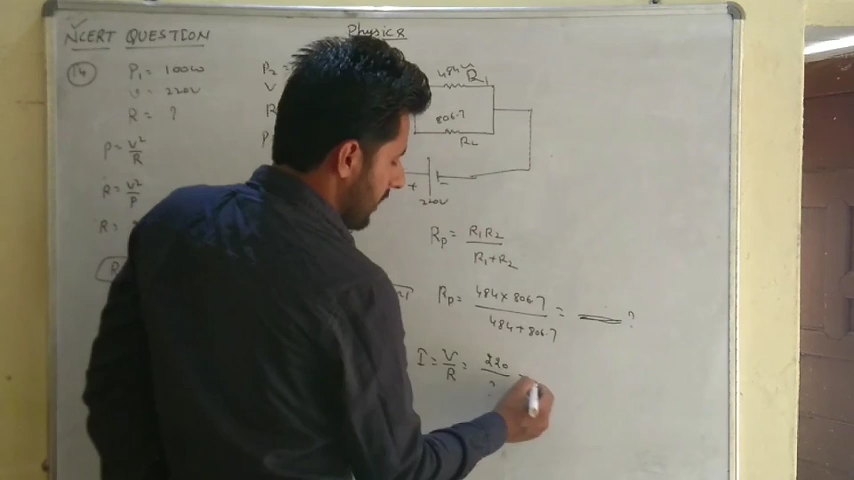 NCERT QUESTION
Physics
14
P1 = 100W
V = 220V
R = ?
P = V²/R
R = V²/P
R =
P2 =
V
R
484 R1
806.7
R2
+ -
220V
Rp = R1R2 / R1+R2
Rp = 484 × 806.7 / 484 + 806.7 = ?
I = V/R = 220 / ? =